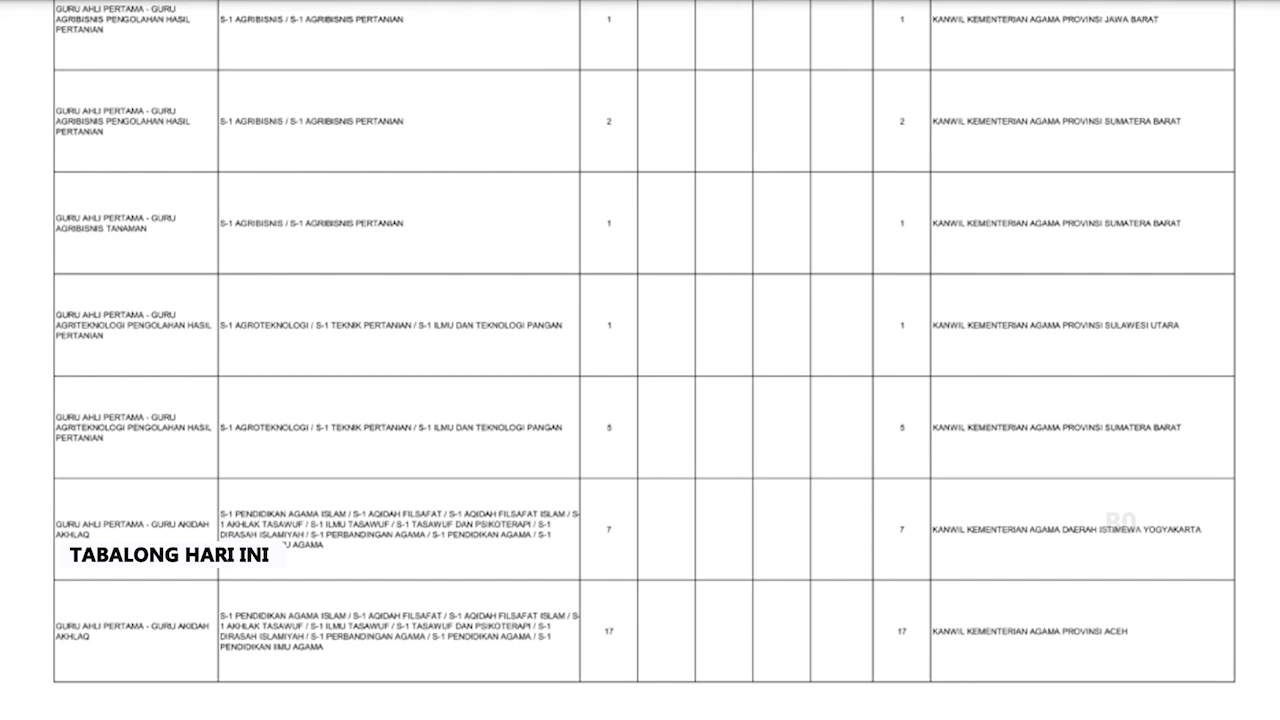 GURU AHLI PERTAMA - GURU
AGRIBISNIS PENGOLAHAN HASIL
PERTANIAN
S-1 AGRIBISNIS / S-1 AGRIBISNIS PERTANIAN
1
1
KANWIL KEMENTERIAN AGAMA PROVINSI JAWA BARAT
GURU AHLI PERTAMA - GURU
AGRIBISNIS PENGOLAHAN HASIL
PERTANIAN
S-1 AGRIBISNIS / S-1 AGRIBISNIS PERTANIAN
2
2
KANWIL KEMENTERIAN AGAMA PROVINSI SUMATERA BARAT
GURU AHLI PERTAMA - GURU
AGRIBISNIS TANAMAN
S-1 AGRIBISNIS / S-1 AGRIBISNIS PERTANIAN
1
1
KANWIL KEMENTERIAN AGAMA PROVINSI SUMATERA BARAT
GURU AHLI PERTAMA - GURU
AGRITEKNOLOGI PENGOLAHAN HASIL
PERTANIAN
S-1 AGROTEKNOLOGI / S-1 TEKNIK PERTANIAN / S-1 ILMU DAN TEKNOLOGI PANGAN
1
1
KANWIL KEMENTERIAN AGAMA PROVINSI SULAWESI UTARA
GURU AHLI PERTAMA - GURU
AGRITEKNOLOGI PENGOLAHAN HASIL
PERTANIAN
S-1 AGROTEKNOLOGI / S-1 TEKNIK PERTANIAN / S-1 ILMU DAN TEKNOLOGI PANGAN
5
5
KANWIL KEMENTERIAN AGAMA PROVINSI SUMATERA BARAT
GURU AHLI PERTAMA - GURU AKIDAH
AKHLAQ
S-1 PENDIDIKAN AGAMA ISLAM / S-1 AQIDAH FILSAFAT / S-1 AQIDAH FILSAFAT ISLAM / S-
1 AKHLAK TASAWUF / S-1 ILMU TASAWUF / S-1 TASAWUF DAN PSIKOTERAPI / S-1
DIRASAH ISLAMIYAH / S-1 PERBANDINGAN AGAMA / S-1 PENDIDIKAN AGAMA / S-1
AGAMA
7
7
KANWIL KEMENTERIAN AGAMA DAERAH ISTIMEWA YOGYAKARTA
TABALONG HARI INI
GURU AHLI PERTAMA - GURU AKIDAH
AKHLAQ
S-1 PENDIDIKAN AGAMA ISLAM / S-1 AQIDAH FILSAFAT / S-1 AQIDAH FILSAFAT ISLAM / S-
1 AKHLAK TASAWUF / S-1 ILMU TASAWUF / S-1 TASAWUF DAN PSIKOTERAPI / S-1
DIRASAH ISLAMIYAH / S-1 PERBANDINGAN AGAMA / S-1 PENDIDIKAN AGAMA / S-1
PENDIDIKAN ILMU AGAMA
17
17
KANWIL KEMENTERIAN AGAMA PROVINSI ACEH